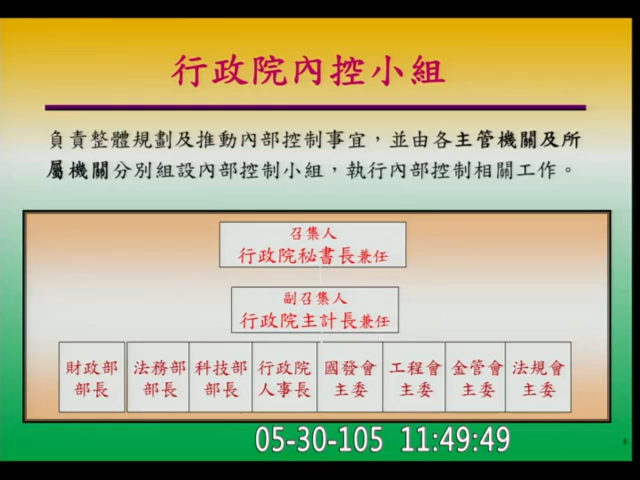 行政院內控小組
負責整體規劃及推動內部控制事宜，並由各主管機關及所
屬機關分別組設內部控制小組，執行內部控制相關工作。
召集人
行政院秘書長兼任
副召集人
行政院主計長兼任
財政部
部長
法務部
部長
科技部
部長
行政院
人事長
國發會
主委
工程會
主委
金管會
主委
法規會
主委
05-30-105 11:49:49